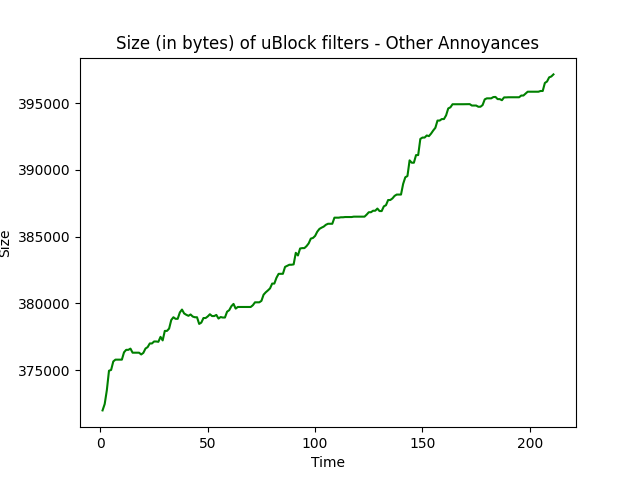 Size (in bytes) of uBlock filters - Other Annoyances
395000
390000
385000
380000
375000
Size
0 50 100 150 200
Time